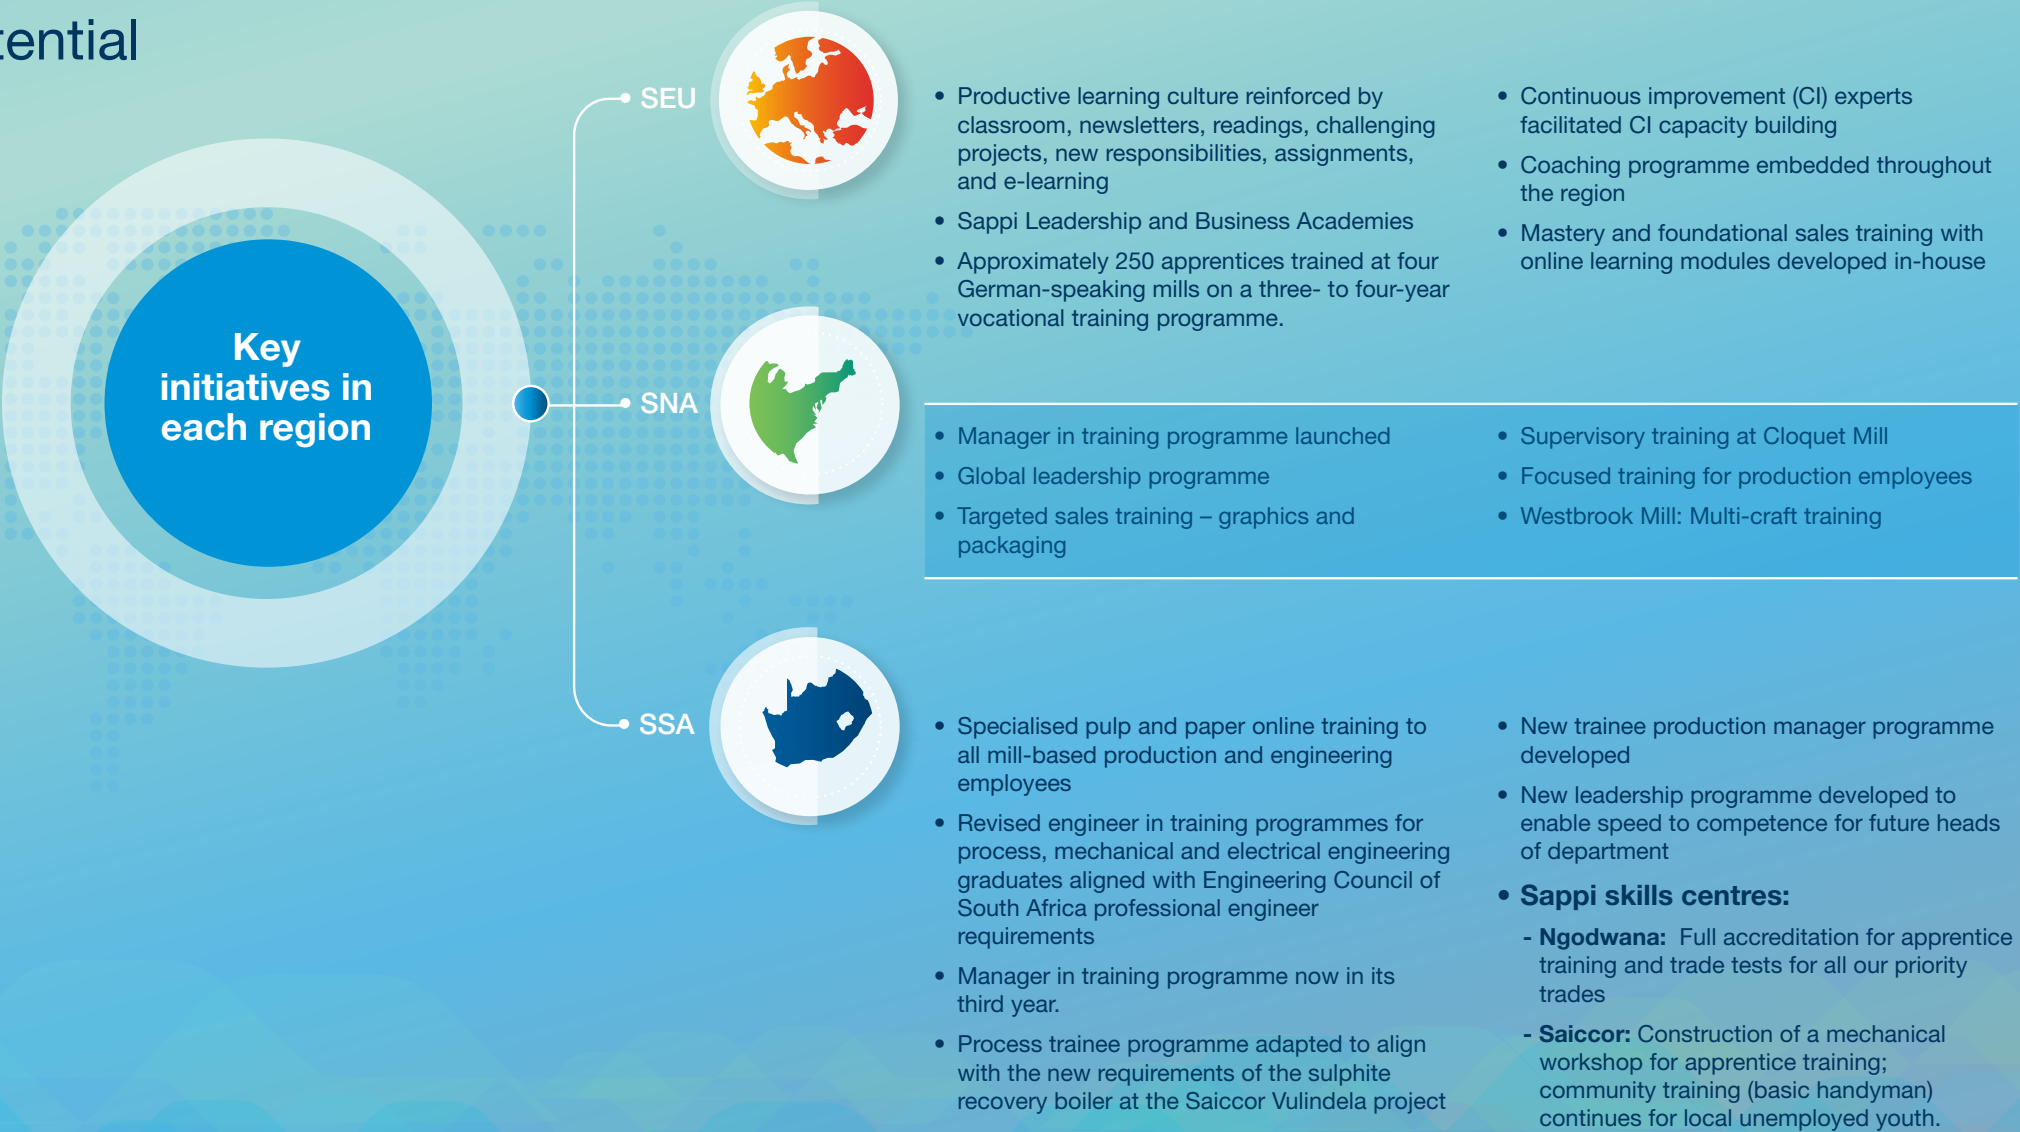 Key
initiatives in
each region
SEU
• Productive learning culture reinforced by
classroom, newsletters, readings, challenging
projects, new responsibilities, assignments,
and e-learning
• Sappi Leadership and Business Academies
• Approximately 250 apprentices trained at four
German-speaking mills on a three- to four-year
vocational training programme.
• Continuous improvement (CI) experts
facilitated CI capacity building
• Coaching programme embedded throughout
the region
• Mastery and foundational sales training with
online learning modules developed in-house
SNA
• Manager in training programme launched
• Global leadership programme
• Targeted sales training – graphics and
packaging
• Supervisory training at Cloquet Mill
• Focused training for production employees
• Westbrook Mill: Multi-craft training
SSA
• Specialised pulp and paper online training to
all mill-based production and engineering
employees
• Revised engineer in training programmes for
process, mechanical and electrical engineering
graduates aligned with Engineering Council of
South Africa professional engineer
requirements
• Manager in training programme now in its
third year.
• Process trainee programme adapted to align
with the new requirements of the sulphite
recovery boiler at the Saiccor Vulindela project
• New trainee production manager programme
developed
• New leadership programme developed to
enable speed to competence for future heads
of department
• Sappi skills centres:
- Ngodwana: Full accreditation for apprentice
training and trade tests for all our priority
trades
- Saiccor: Construction of a mechanical
workshop for apprentice training;
community training (basic handyman)
continues for local unemployed youth.